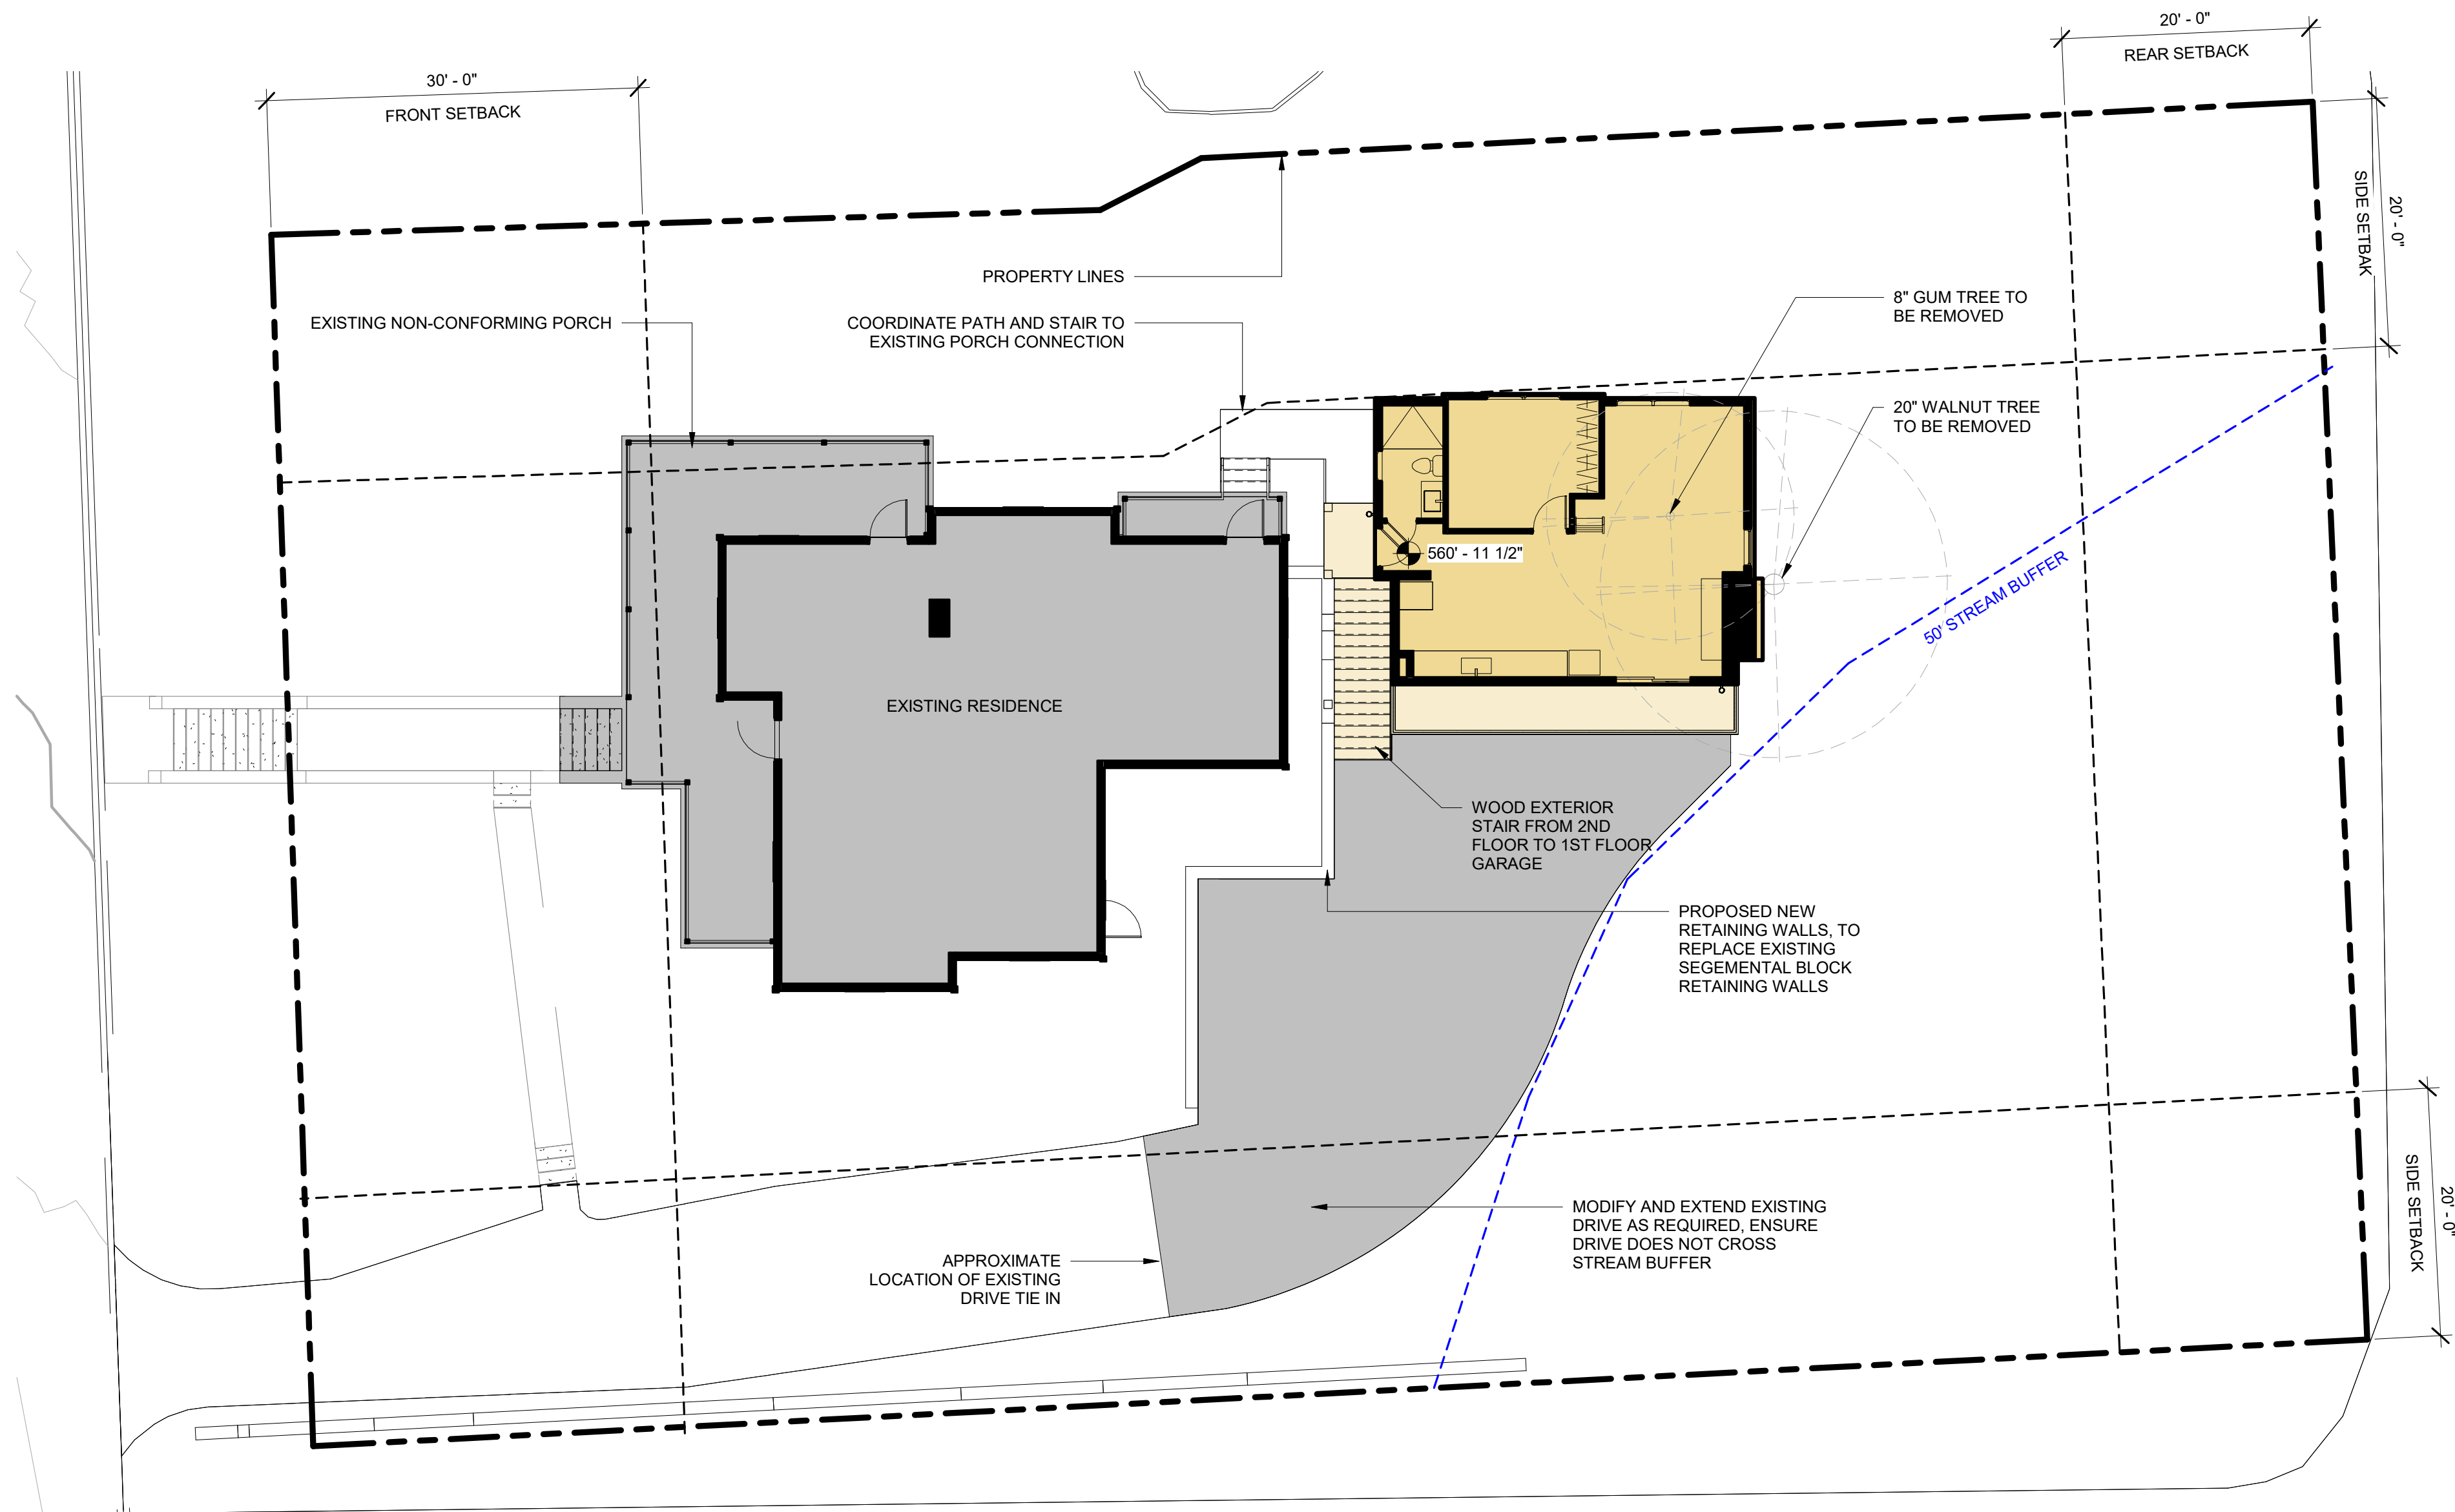 20' - 0"
REAR SETBACK
30' - 0"
FRONT SETBACK
SIDE SETBAK
20' - 0"
PROPERTY LINES
EXISTING NON-CONFORMING PORCH
COORDINATE PATH AND STAIR TO
EXISTING PORCH CONNECTION
8" GUM TREE TO
BE REMOVED
20" WALNUT TREE
TO BE REMOVED
560' - 11 1/2"
50' STREAM BUFFER
EXISTING RESIDENCE
WOOD EXTERIOR
STAIR FROM 2ND
FLOOR TO 1ST FLOOR
GARAGE
PROPOSED NEW
RETAINING WALLS, TO
REPLACE EXISTING
SEGEMENTAL BLOCK
RETAINING WALLS
MODIFY AND EXTEND EXISTING
DRIVE AS REQUIRED, ENSURE
DRIVE DOES NOT CROSS
STREAM BUFFER
APPROXIMATE
LOCATION OF EXISTING
DRIVE TIE IN
SIDE SETBACK
20' - 0"